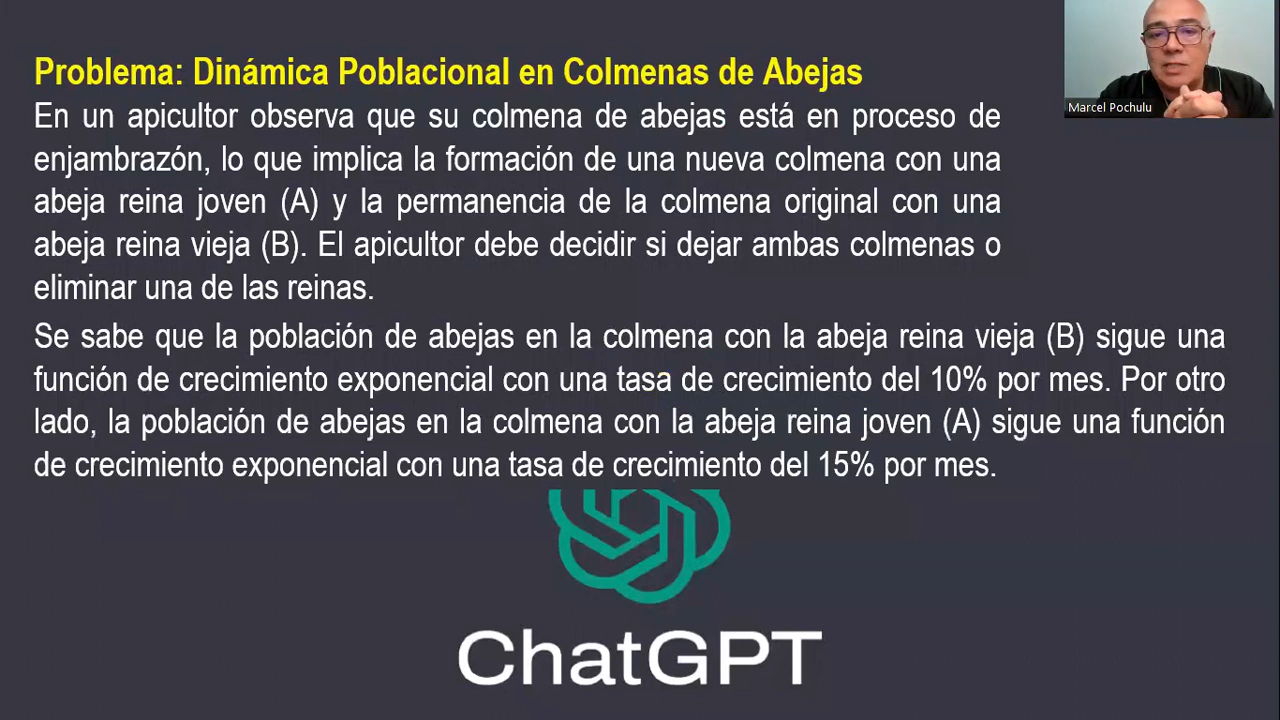 Problema: Dinámica Poblacional en Colmenas de Abejas
En un apicultor observa que su colmena de abejas está en proceso de
enjambrazón, lo que implica la formación de una nueva colmena con una
abeja reina joven (A) y la permanencia de la colmena original con una
abeja reina vieja (B). El apicultor debe decidir si dejar ambas colmenas o
eliminar una de las reinas.
Se sabe que la población de abejas en la colmena con la abeja reina vieja (B) sigue una
función de crecimiento exponencial con una tasa de crecimiento del 10% por mes. Por otro
lado, la población de abejas en la colmena con la abeja reina joven (A) sigue una función
de crecimiento exponencial con una tasa de crecimiento del 15% por mes.
ChatGPT
Marcel Pochulu